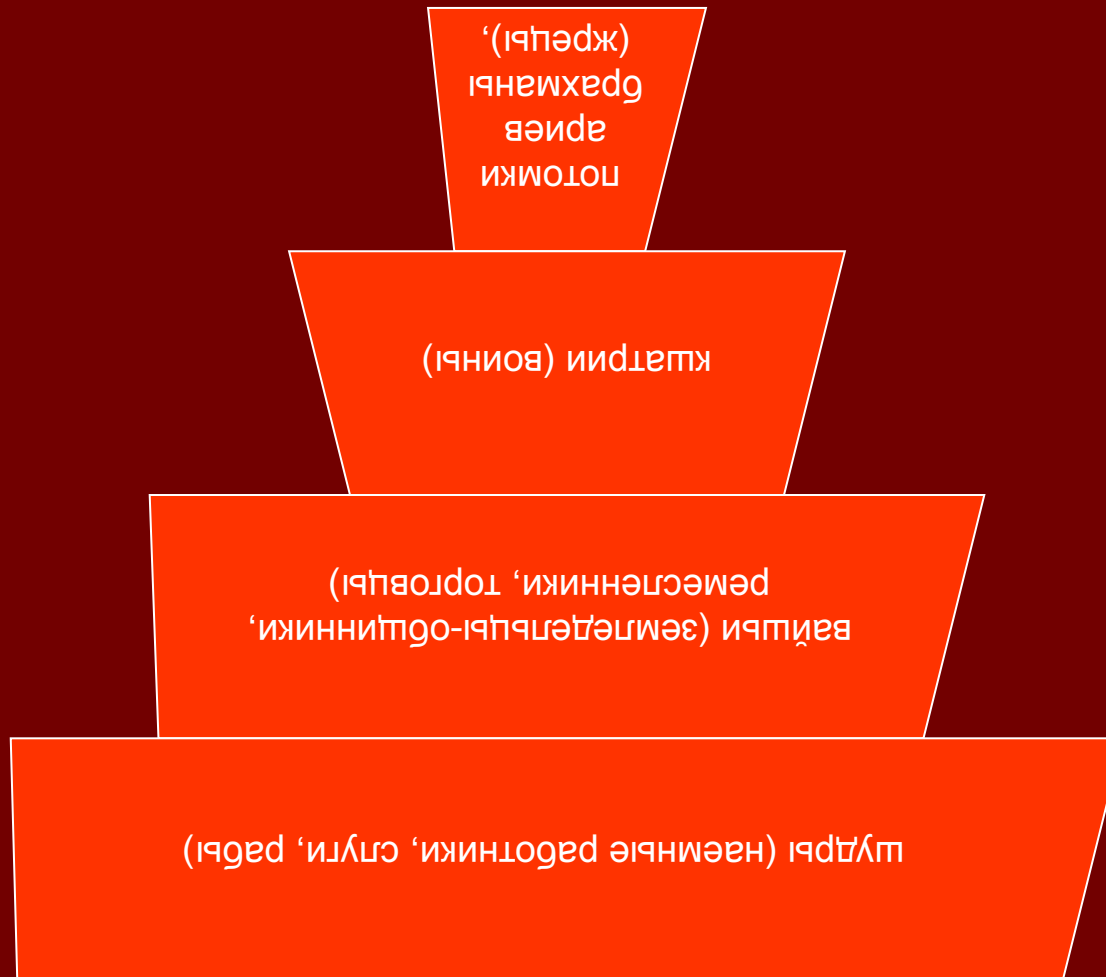 потомки
ариев
брахманы
(жрецы),
кшатрии (воины)
вайшьи (земледельцы-общинники,
ремесленники, торговцы)
шудры (наемные работники, слуги, рабы)